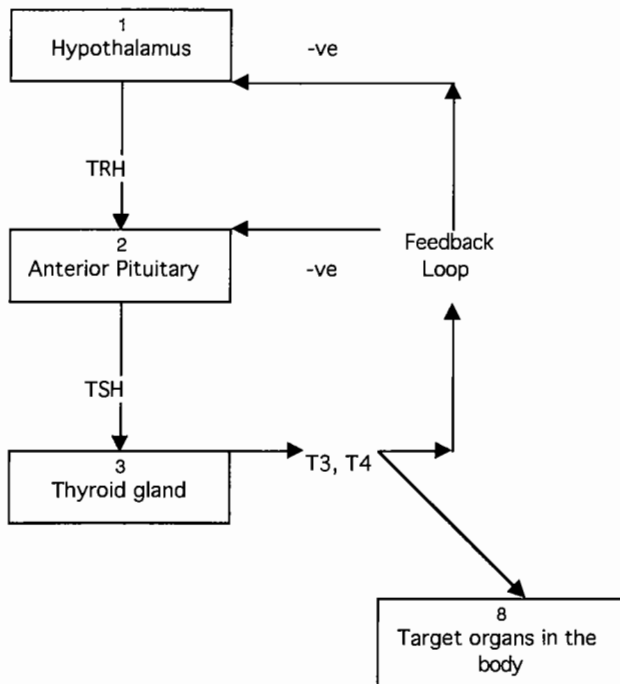 1
Hypothalamus
-ve
TRH
2
Anterior Pituitary
-ve
Feedback
Loop
TSH
3
Thyroid gland
T3, T4
8
Target organs in the
body